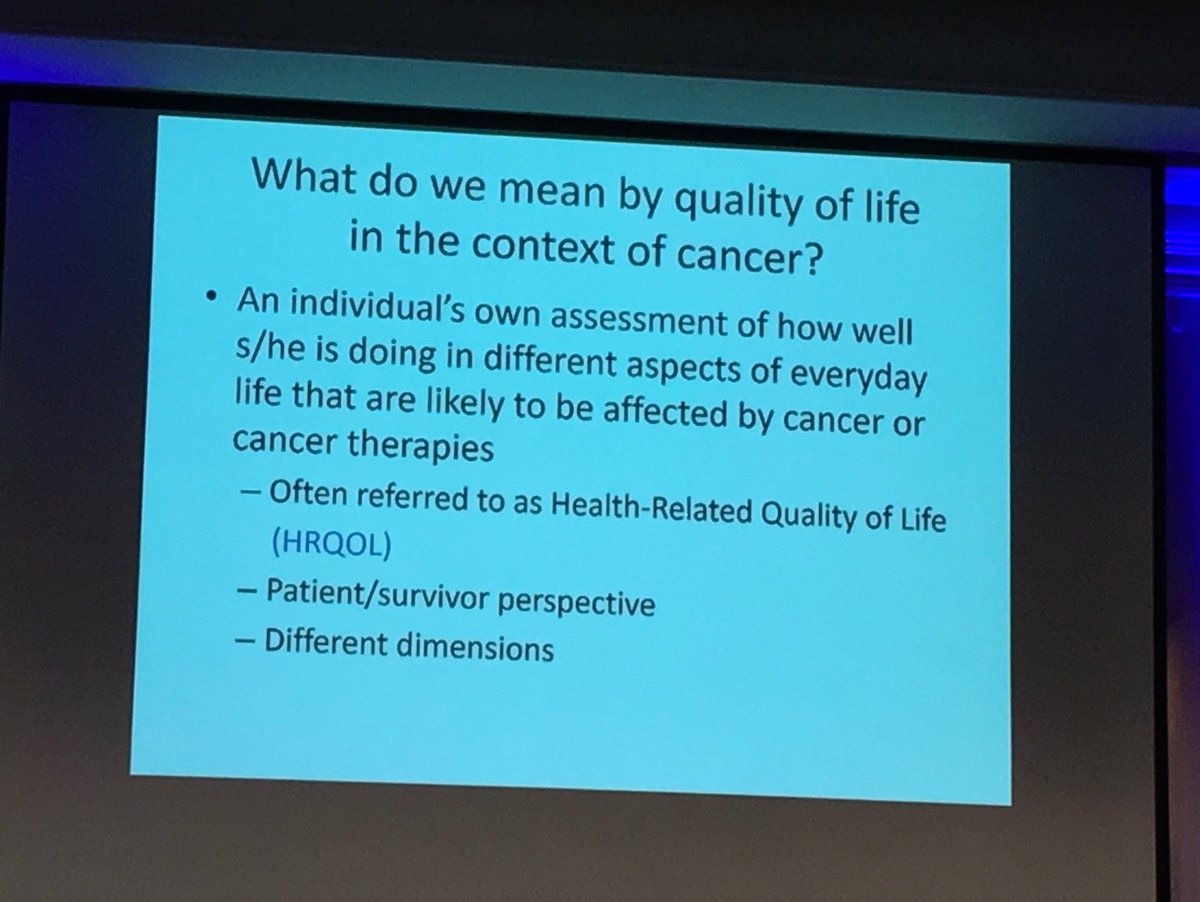 What do we mean by quality of life
in the context of cancer?
• An individual's own assessment of how well
s/he is doing in different aspects of everyday
life that are likely to be affected by cancer or
cancer therapies
– Often referred to as Health-Related Quality of Life
(HRQOL)
– Patient/survivor perspective
– Different dimensions